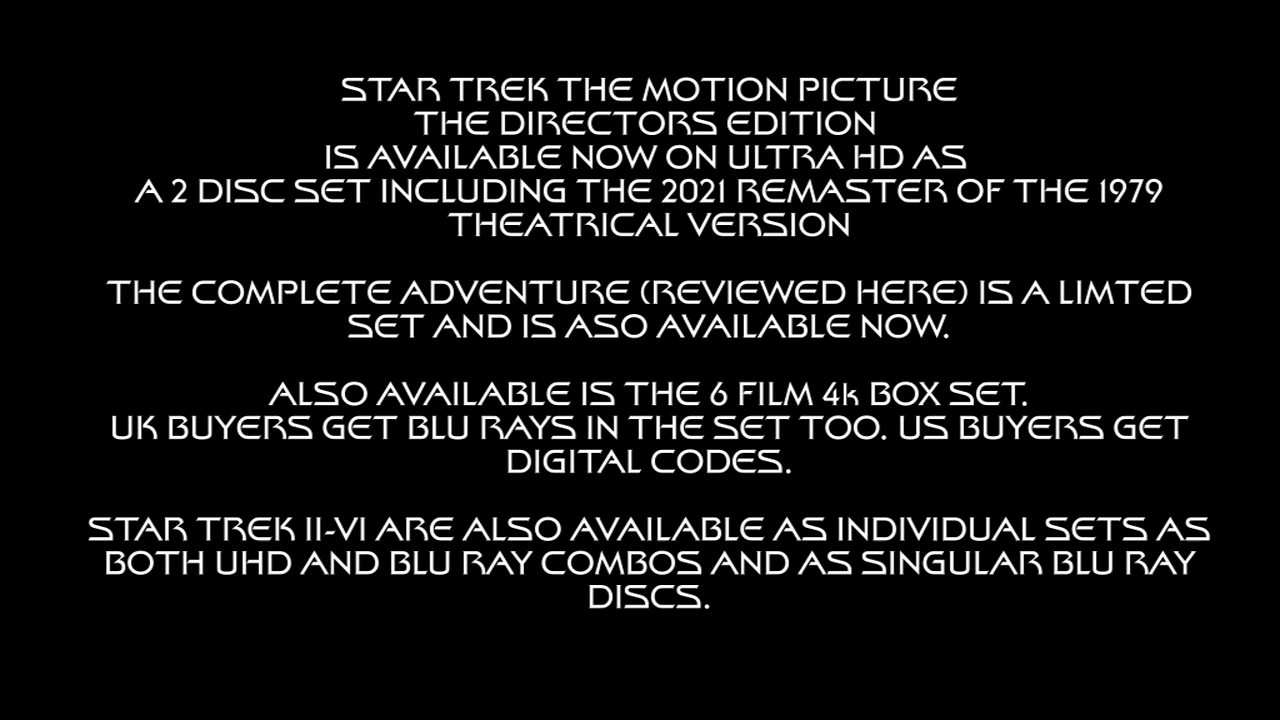 STAR TREK THE MOTION PICTURE
THE DIRECTORS EDITION
IS AVAILABLE NOW ON ULTRA HD AS
A 2 DISC SET INCLUDING THE 2021 REMASTER OF THE 1979
THEATRICAL VERSION
THE COMPLETE ADVENTURE (REVIEWED HERE) IS A LIMTED
SET AND IS ASO AVAILABLE NOW.
ALSO AVAILABLE IS THE 6 FILM 4k BOX SET.
UK BUYERS GET BLU RAYS IN THE SET TOO. US BUYERS GET
DIGITAL CODES.
STAR TREK II-VI ARE ALSO AVAILABLE AS INDIVIDUAL SETS AS
BOTH UHD AND BLU RAY COMBOS AND AS SINGULAR BLU RAY
DISCS.